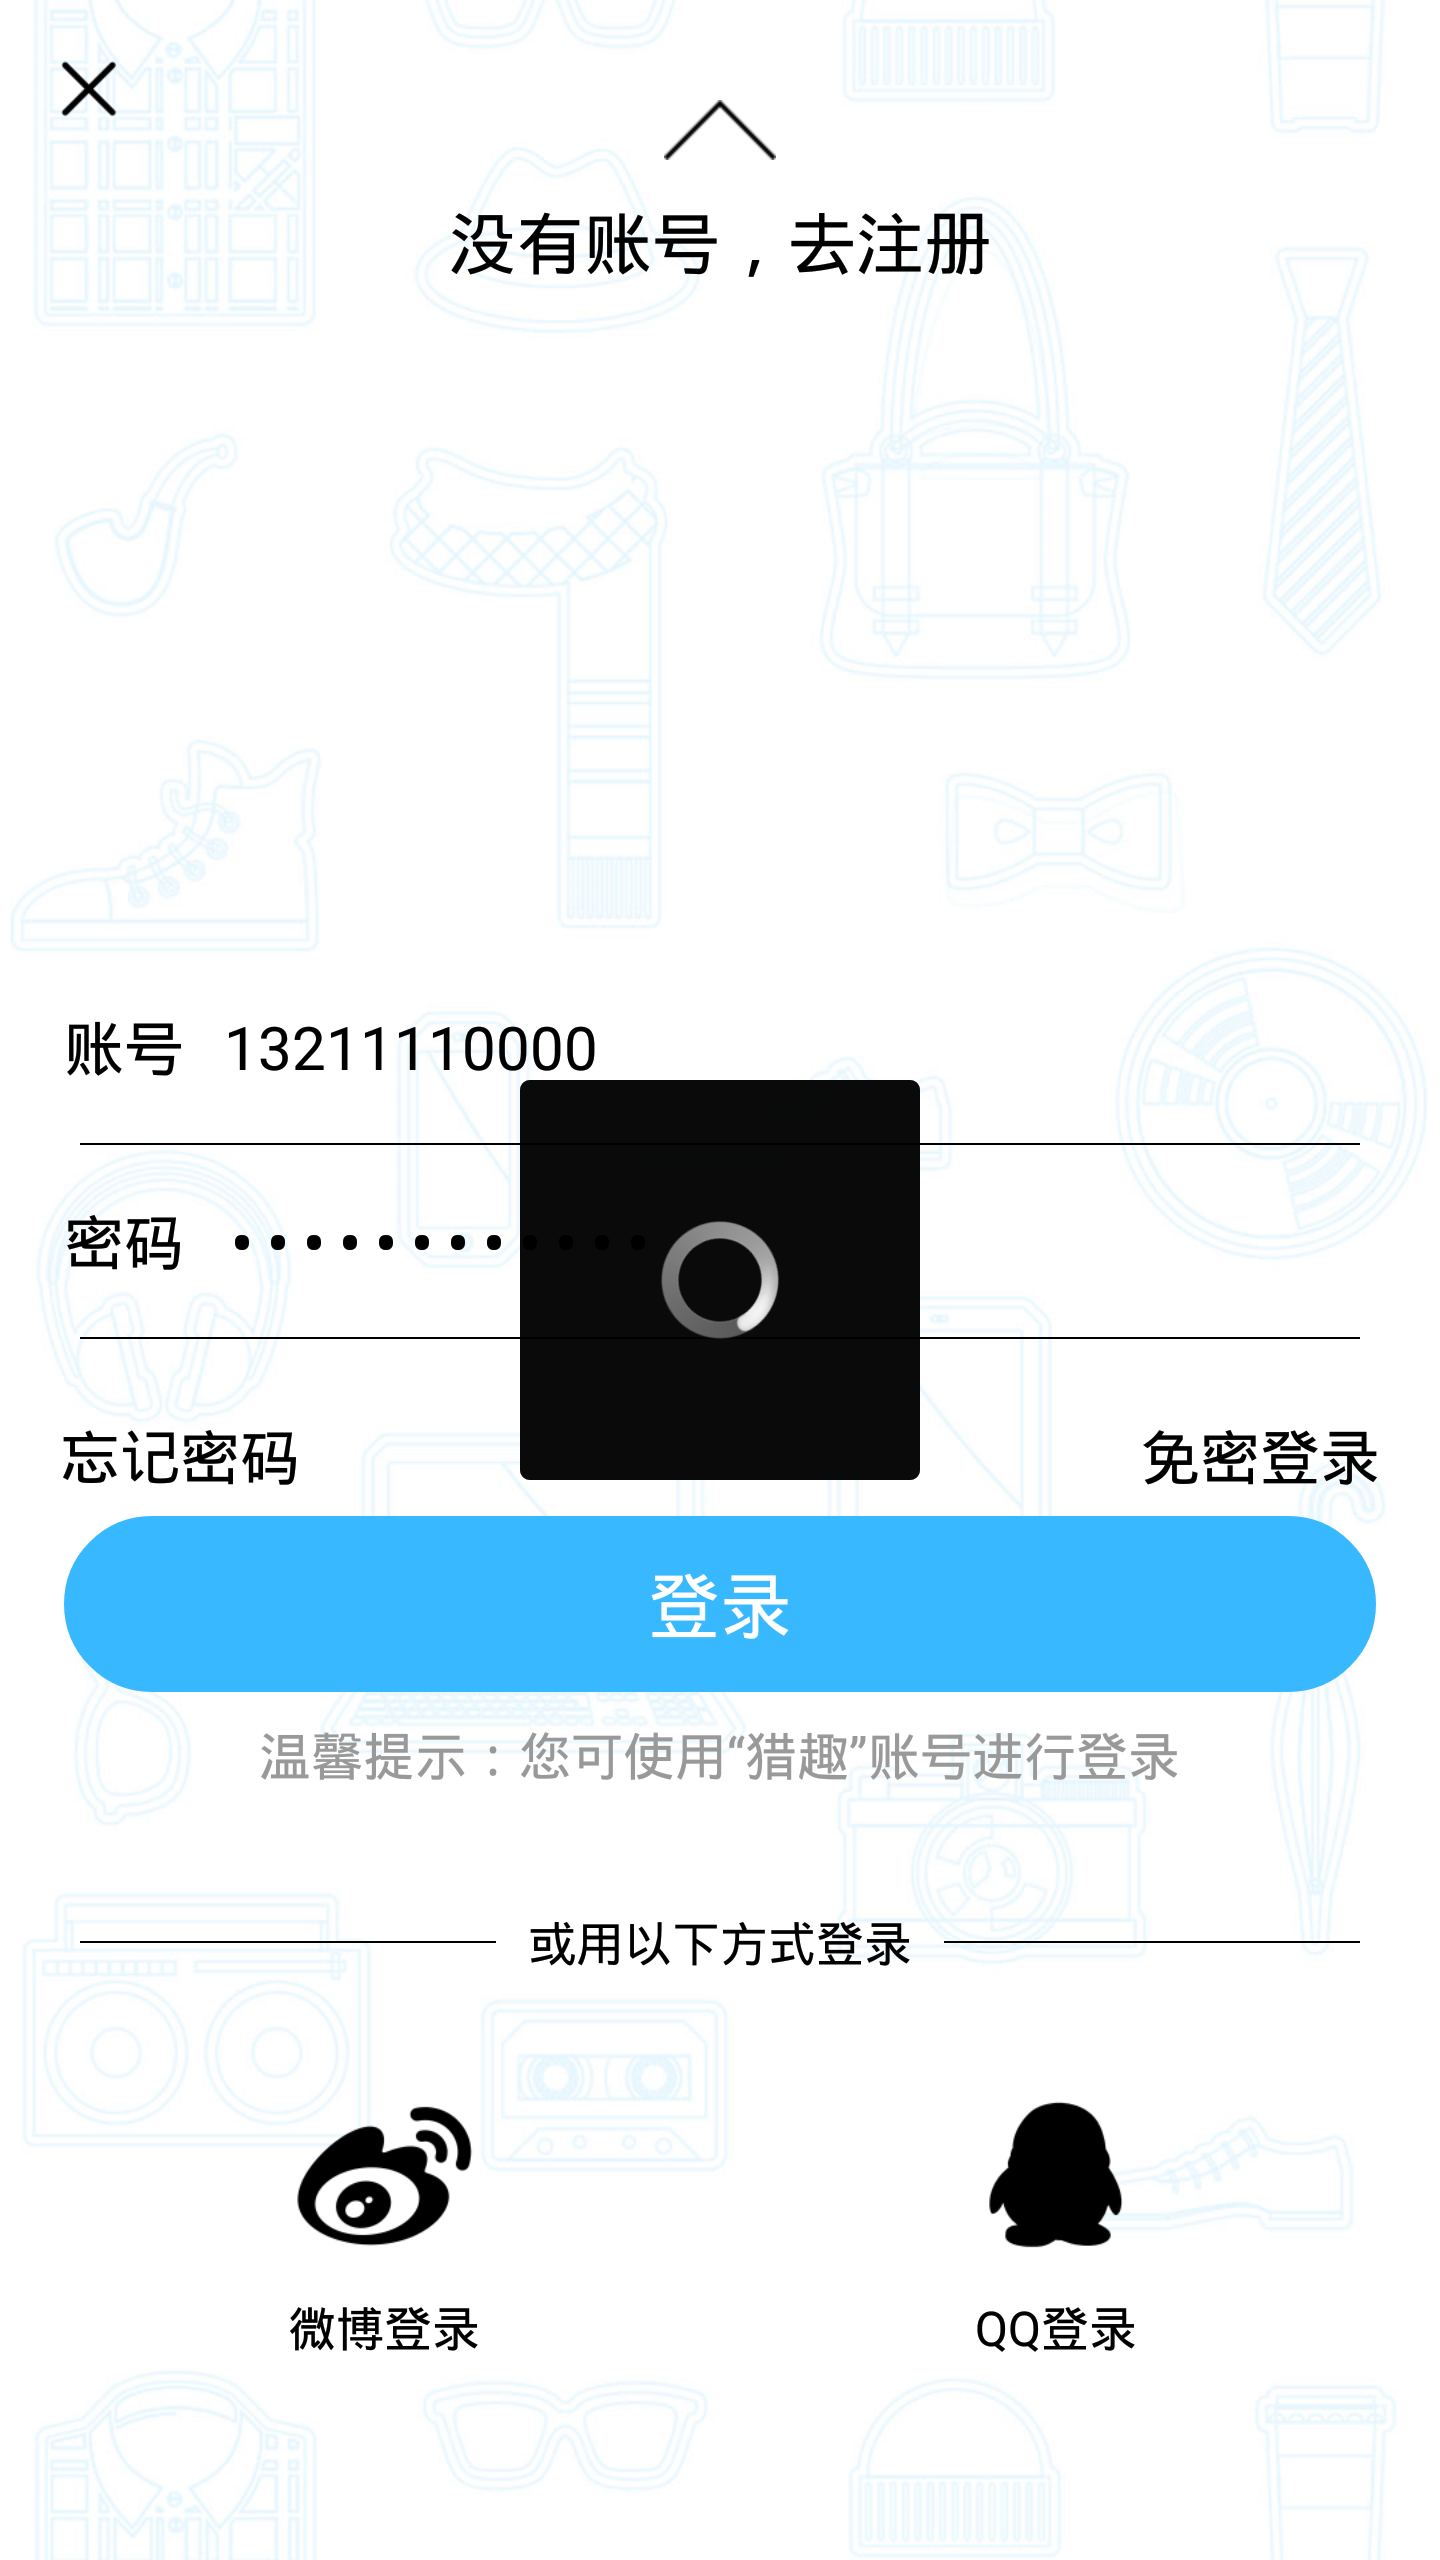 没有账号，去注册
账号 13211110000
密码 ••••••••••••
忘记密码 免密登录
登录
温馨提示：您可使用“猎趣”账号进行登录
或用以下方式登录
微博登录 QQ登录